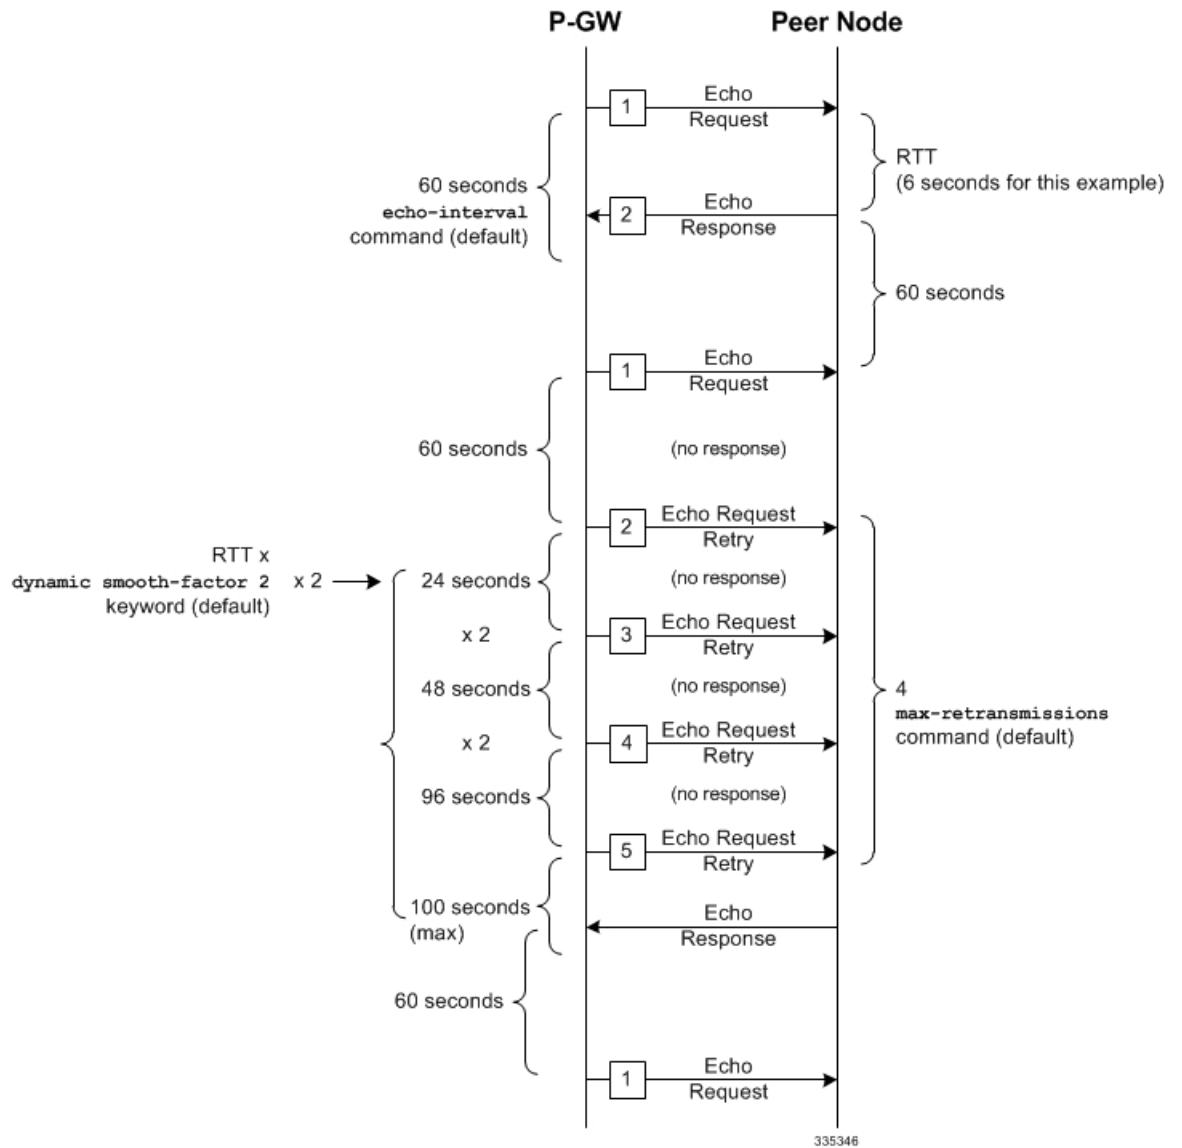 P-GW
Peer Node
1
Echo
Request
RTT
(6 seconds for this example)
60 seconds
echo-interval
command (default)
2
Echo
Response
60 seconds
1
Echo
Request
60 seconds
(no response)
2
Echo Request
Retry
RTT x
dynamic smooth-factor 2
keyword (default)
x 2
24 seconds
(no response)
x 2
3
Echo Request
Retry
48 seconds
(no response)
4
max-retransmissions
command (default)
x 2
4
Echo Request
Retry
96 seconds
(no response)
5
Echo Request
Retry
100 seconds
(max)
Echo
Response
60 seconds
1
Echo
Request
335346